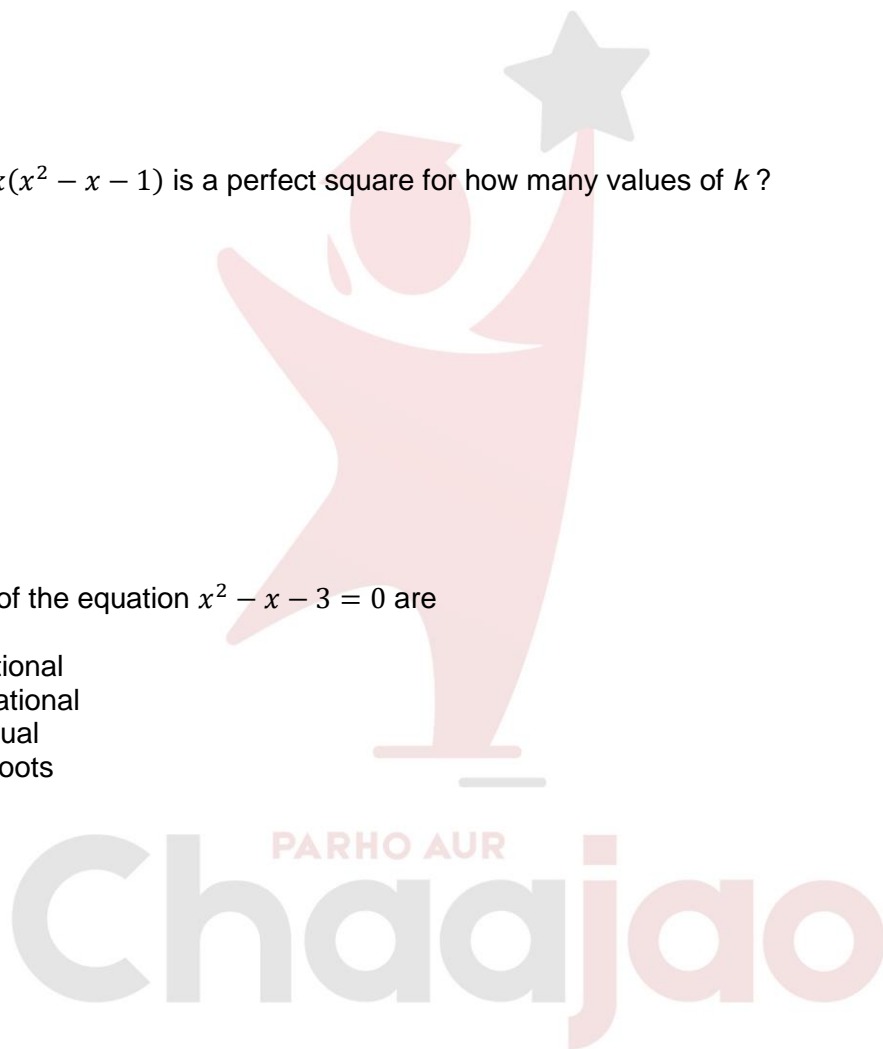 (x² − x − 1) is a perfect square for how many values of k ?
of the equation x² − x − 3 = 0 are
tional
ational
ual
oots
PARHO AUR
Chaajao